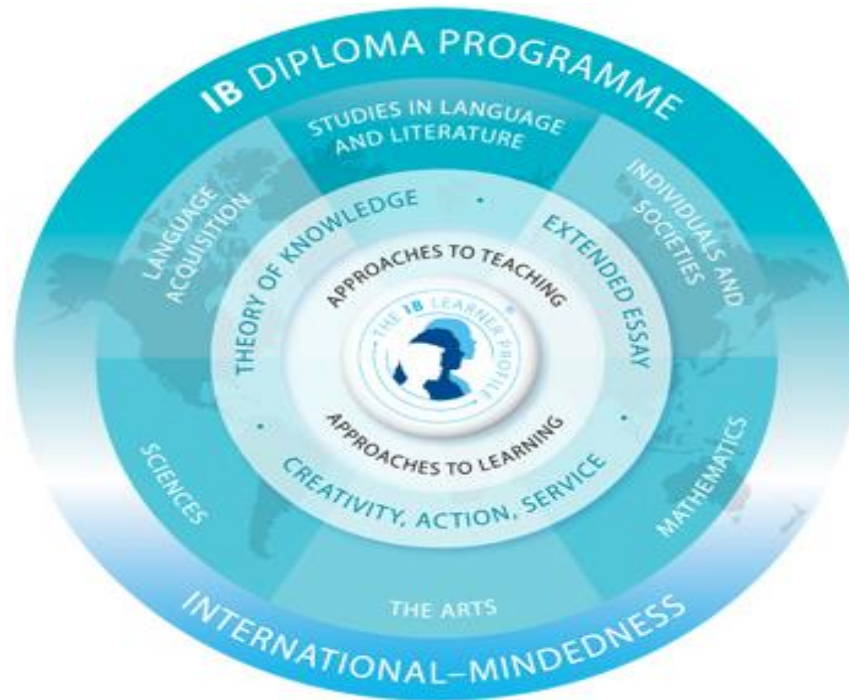 IB DIPLOMA PROGRAMME
STUDIES IN LANGUAGE
AND LITERATURE
LANGUAGE
ACQUISITION
INDIVIDUALS AND
SOCIETIES
THEORY OF KNOWLEDGE
EXTENDED ESSAY
APPROACHES TO TEACHING
THE IB LEARNER PROFILE
®
APPROACHES TO LEARNING
CREATIVITY, ACTION, SERVICE
SCIENCES
MATHEMATICS
THE ARTS
INTERNATIONAL–MINDEDNESS